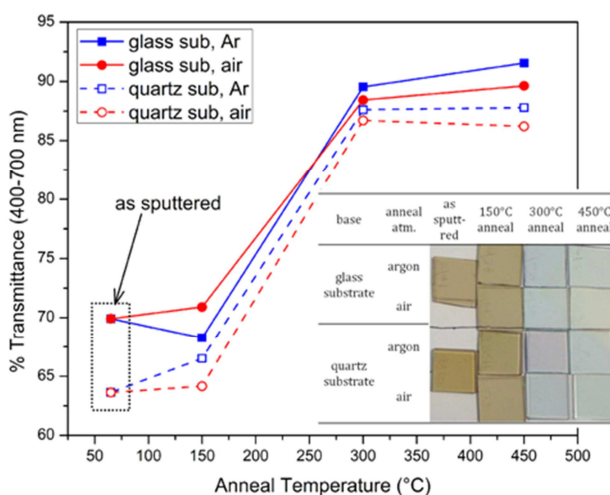 95
90
85
80
75
70
65
60
% Transmittance (400-700 nm)
glass sub, Ar
glass sub, air
quartz sub, Ar
quartz sub, air
as sputtered
base
anneal
atm.
as
sputt-
red
150°C
anneal
300°C
anneal
450°C
anneal
glass
substrate
argon
air
quartz
substrate
argon
air
50 100 150 200 250 300 350 400 450 500
Anneal Temperature (°C)